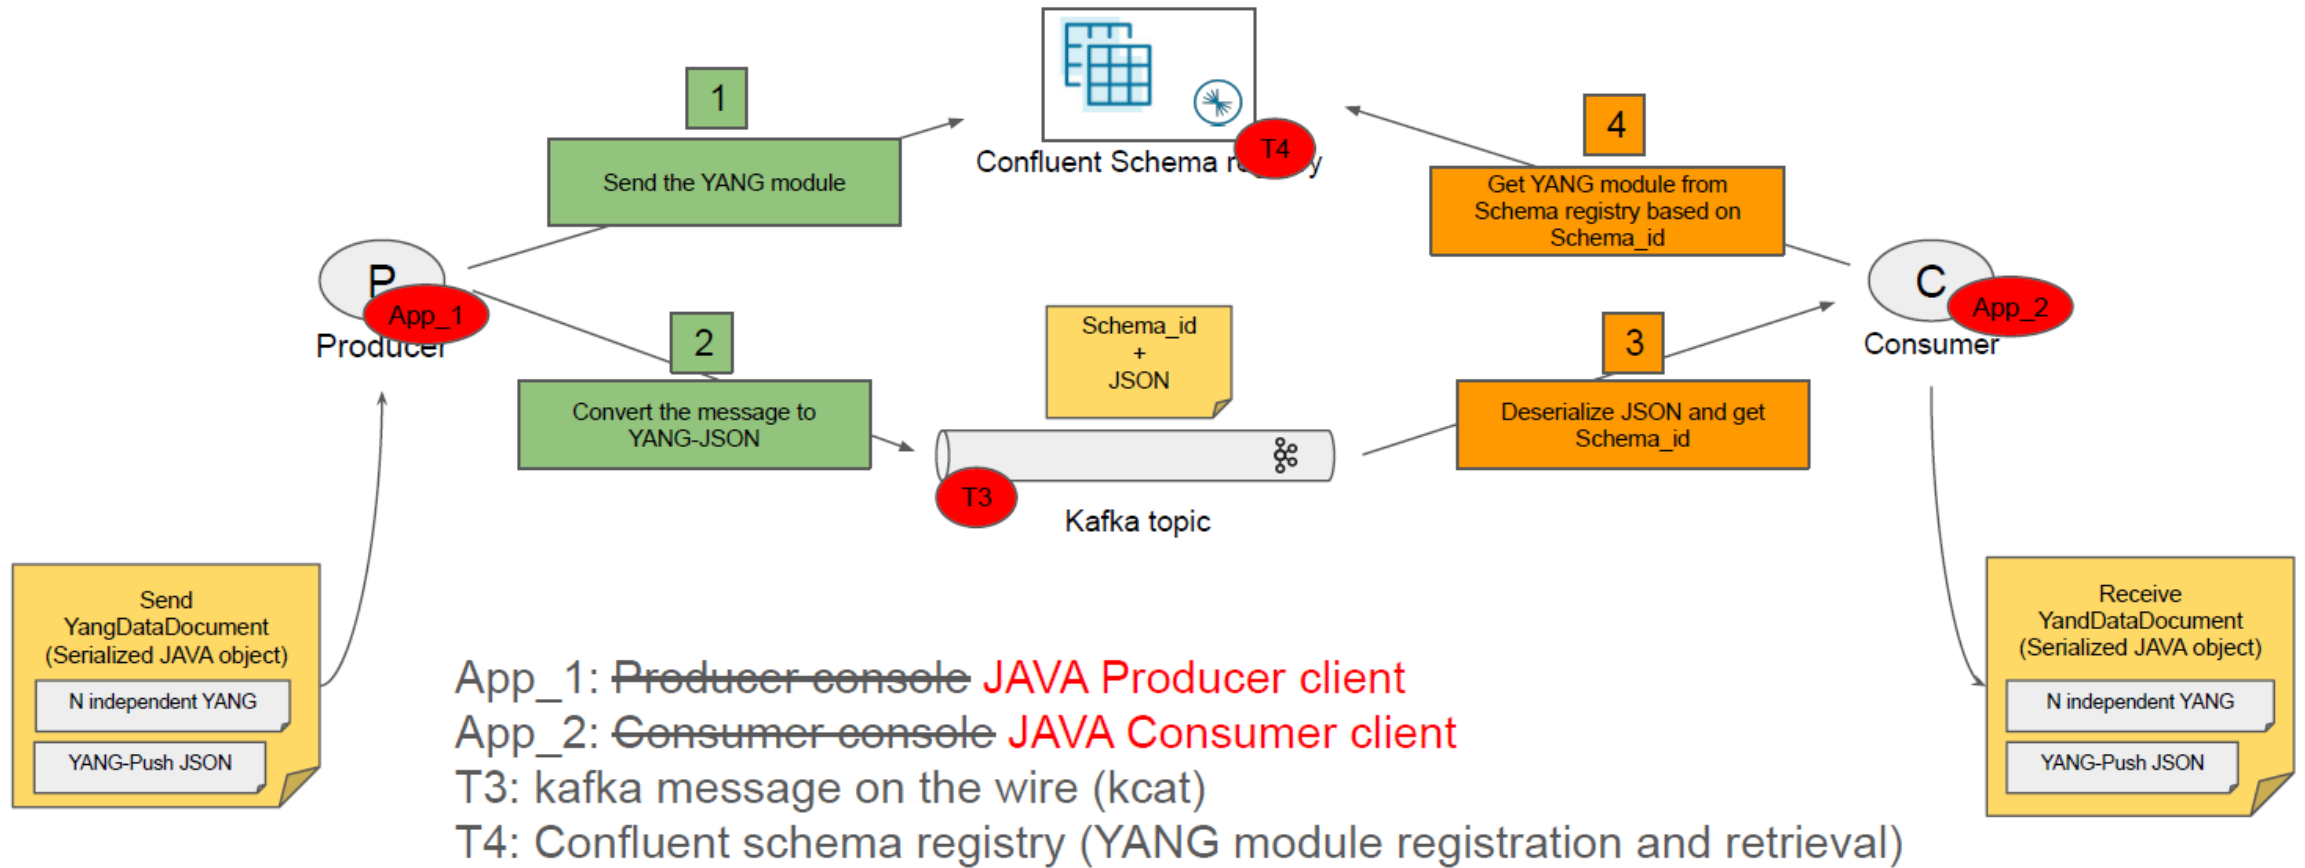 1
Send the YANG module
Confluent Schema registry
T4
4
Get YANG module from
Schema registry based on
Schema_id
P
App_1
Producer
2
Convert the message to
YANG-JSON
Schema_id
+
JSON
T3
Kafka topic
3
Deserialize JSON and get
Schema_id
C
App_2
Consumer
Send
YangDataDocument
(Serialized JAVA object)
N independent YANG
YANG-Push JSON
Receive
YandDataDocument
(Serialized JAVA object)
N independent YANG
YANG-Push JSON
App_1: Producer console JAVA Producer client
App_2: Consumer console JAVA Consumer client
T3: kafka message on the wire (kcat)
T4: Confluent schema registry (YANG module registration and retrieval)